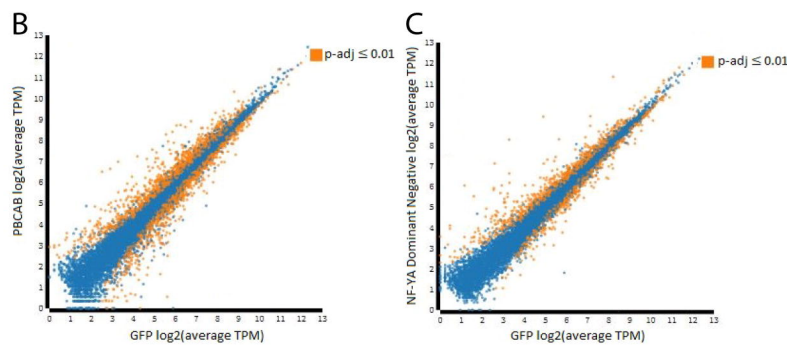 B
13
12
11
10
9
8
7
6
5
4
3
2
1
0
PBCAB log2(average TPM)
0 1 2 3 4 5 6 7 8 9 10 11 12 13
GFP log2(average TPM)
p-adj ≤ 0.01
C
13
12
11
10
9
8
7
6
5
4
3
2
1
0
NF-YA Dominant Negative log2(average TPM)
0 1 2 3 4 5 6 7 8 9 10 11 12 13
GFP log2(average TPM)
p-adj ≤ 0.01